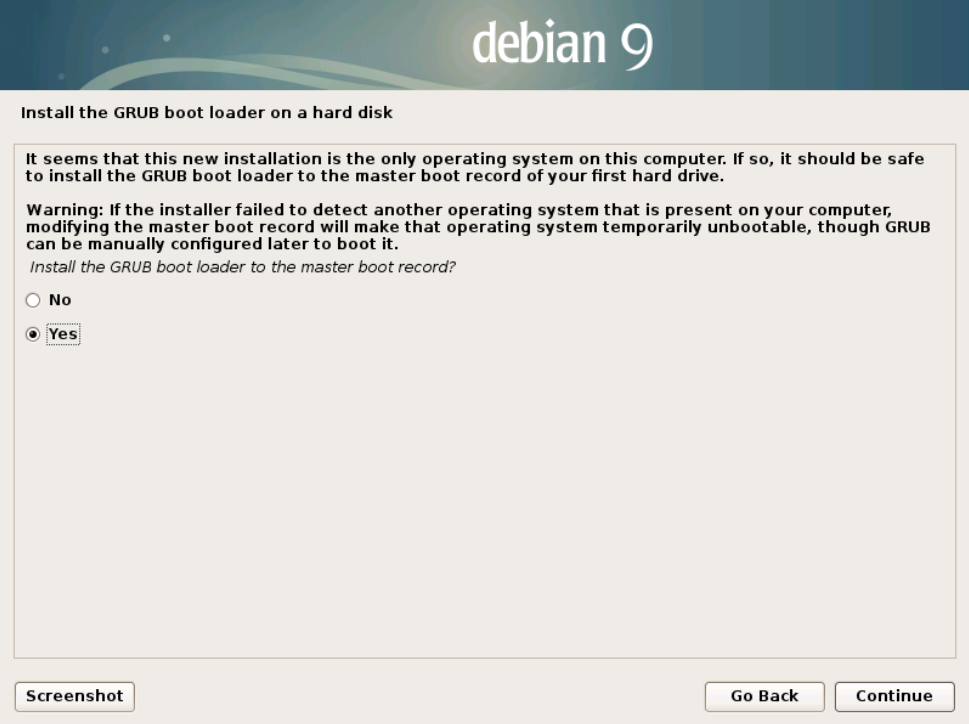 debian 9
Install the GRUB boot loader on a hard disk
It seems that this new installation is the only operating system on this computer. If so, it should be safe
to install the GRUB boot loader to the master boot record of your first hard drive.
Warning: If the installer failed to detect another operating system that is present on your computer,
modifying the master boot record will make that operating system temporarily unbootable, though GRUB
can be manually configured later to boot it.
Install the GRUB boot loader to the master boot record?
No
Yes
Screenshot
Go Back
Continue